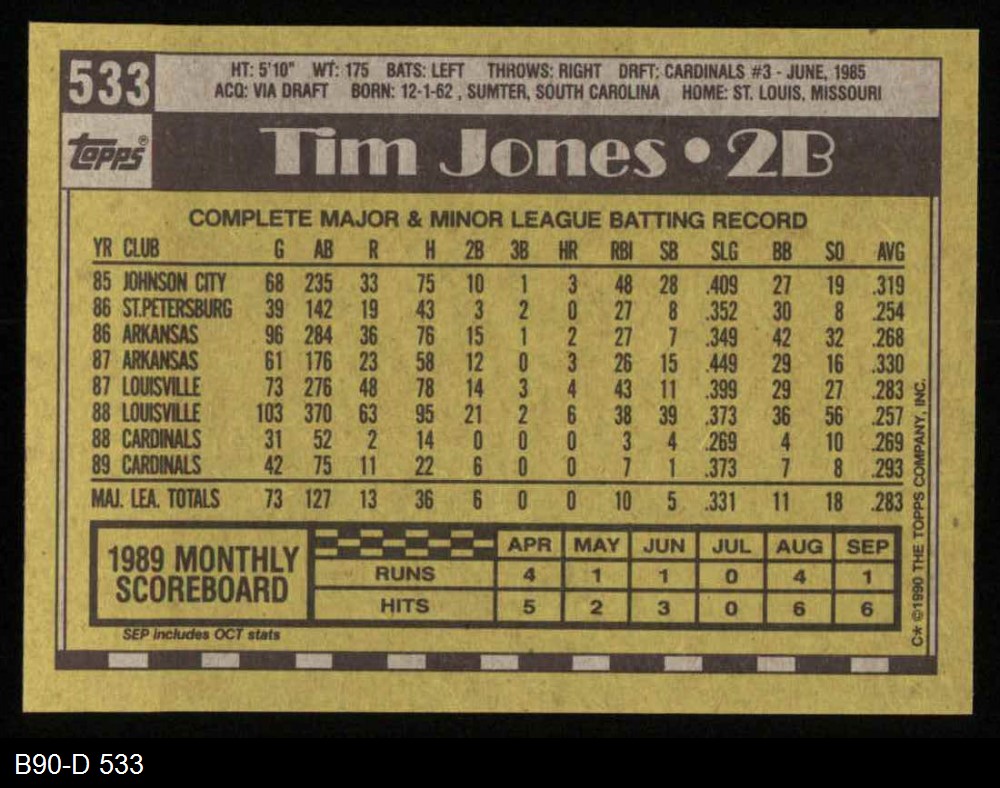 533
HT: 5'10" WT: 175 BATS: LEFT THROWS: RIGHT DRFT: CARDINALS #3 - JUNE, 1985
ACQ: VIA DRAFT BORN: 12-1-62 , SUMTER, SOUTH CAROLINA HOME: ST. LOUIS, MISSOURI
topps®
Tim Jones • 2B
COMPLETE MAJOR & MINOR LEAGUE BATTING RECORD
YR CLUB G AB R H 2B 3B HR RBI SB SLG BB SO AVG
85 JOHNSON CITY 68 235 33 75 10 1 3 48 28 .409 27 19 .319
86 ST.PETERSBURG 39 142 19 43 3 2 0 27 8 .352 30 8 .254
86 ARKANSAS 96 284 36 76 15 1 2 27 7 .349 42 32 .268
87 ARKANSAS 61 176 23 58 12 0 3 26 15 .449 29 16 .330
87 LOUISVILLE 73 276 48 78 14 3 4 43 11 .399 29 27 .283
88 LOUISVILLE 103 370 63 95 21 2 6 38 39 .373 36 56 .257
88 CARDINALS 31 52 2 14 0 0 0 3 4 .269 4 10 .269
89 CARDINALS 42 75 11 22 6 0 0 7 1 .373 7 8 .293
MAJ. LEA. TOTALS 73 127 13 36 6 0 0 10 5 .331 11 18 .283
1989 MONTHLY
SCOREBOARD
APR MAY JUN JUL AUG SEP
RUNS 4 1 1 0 4 1
HITS 5 2 3 0 6 6
SEP includes OCT stats
C* ©1990 THE TOPPS COMPANY, INC.
B90-D 533